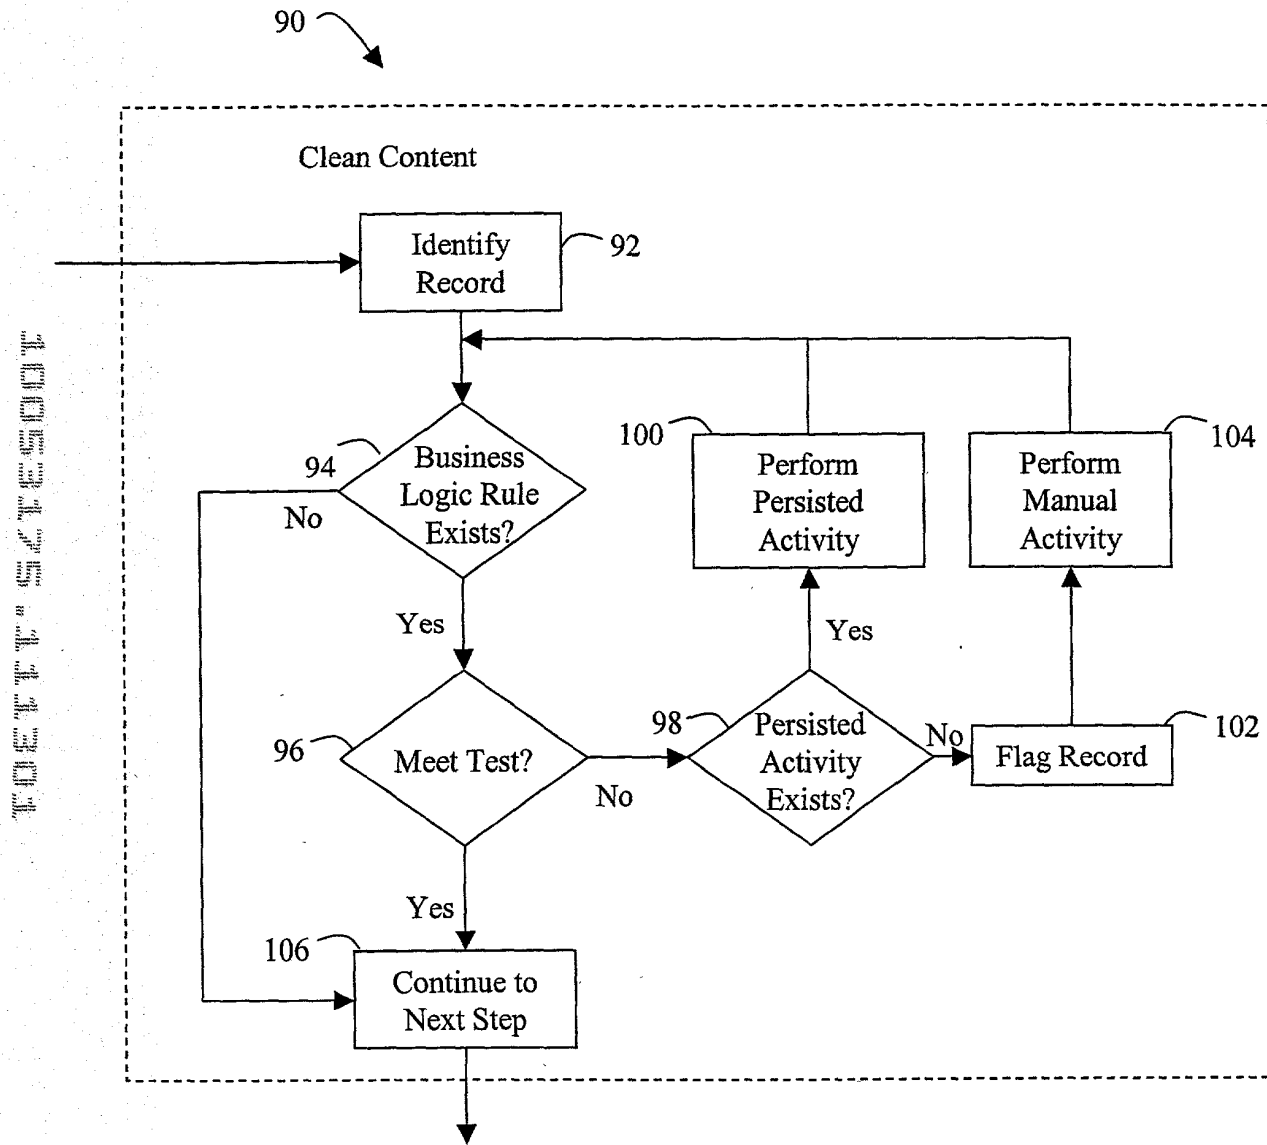 90
Clean Content
Identify
Record
92
94
Business
Logic Rule
Exists?
No
Yes
100
Perform
Persisted
Activity
104
Perform
Manual
Activity
Yes
96
Meet Test?
No
98
Persisted
Activity
Exists?
No
102
Flag Record
Yes
106
Continue to
Next Step
10053175.111301